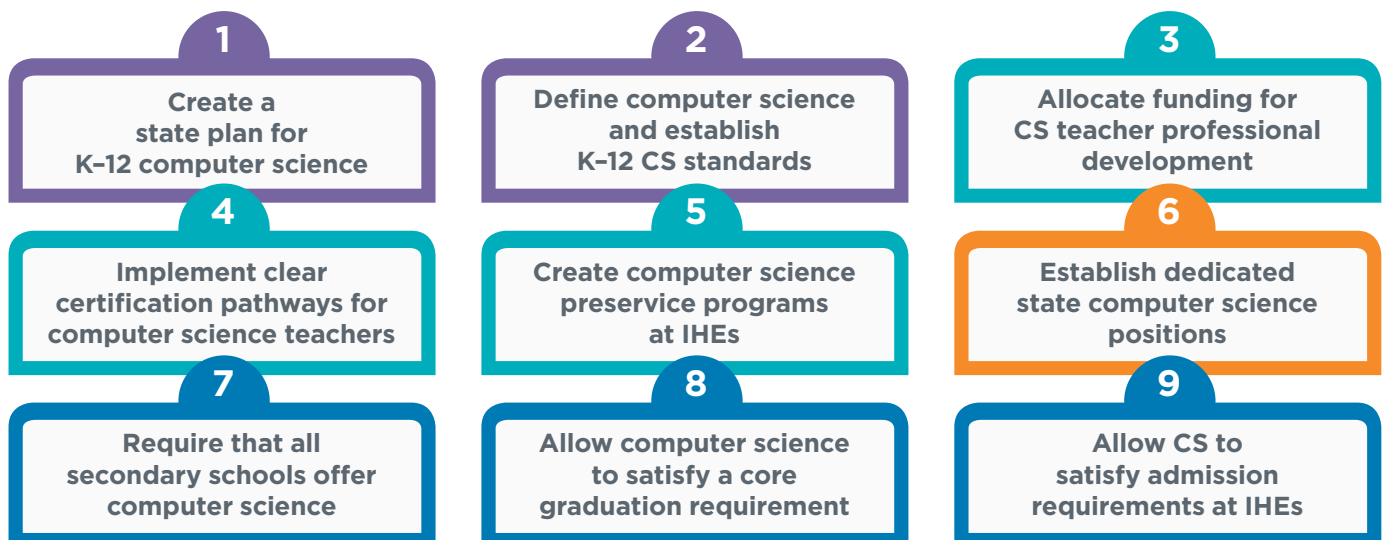 1
Create a
state plan for
K–12 computer science
2
Define computer science
and establish
K–12 CS standards
3
Allocate funding for
CS teacher professional
development
4
Implement clear
certification pathways for
computer science teachers
5
Create computer science
preservice programs
at IHEs
6
Establish dedicated
state computer science
positions
7
Require that all
secondary schools offer
computer science
8
Allow computer science
to satisfy a core
graduation requirement
9
Allow CS to
satisfy admission
requirements at IHEs